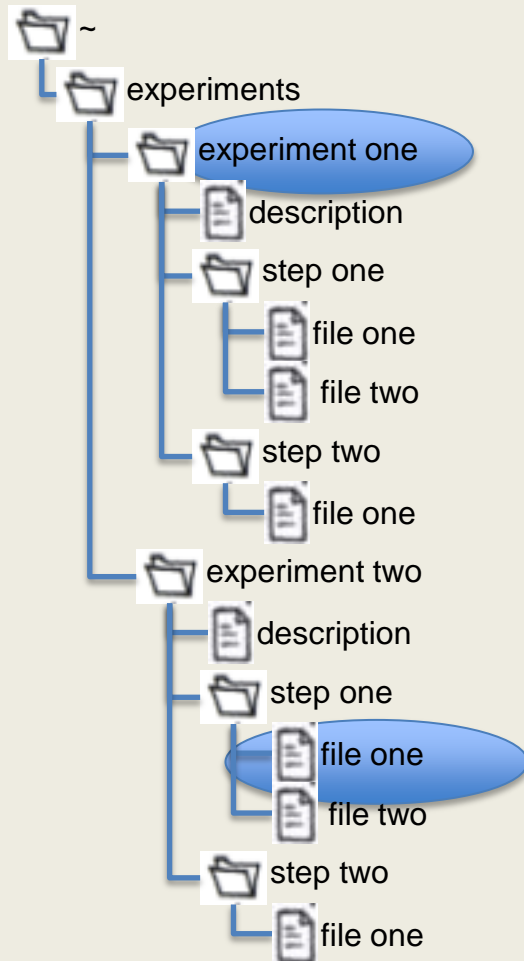 ~
experiments
experiment one
description
step one
file one
file two
step two
file one
experiment two
description
step one
file one
file two
step two
file one